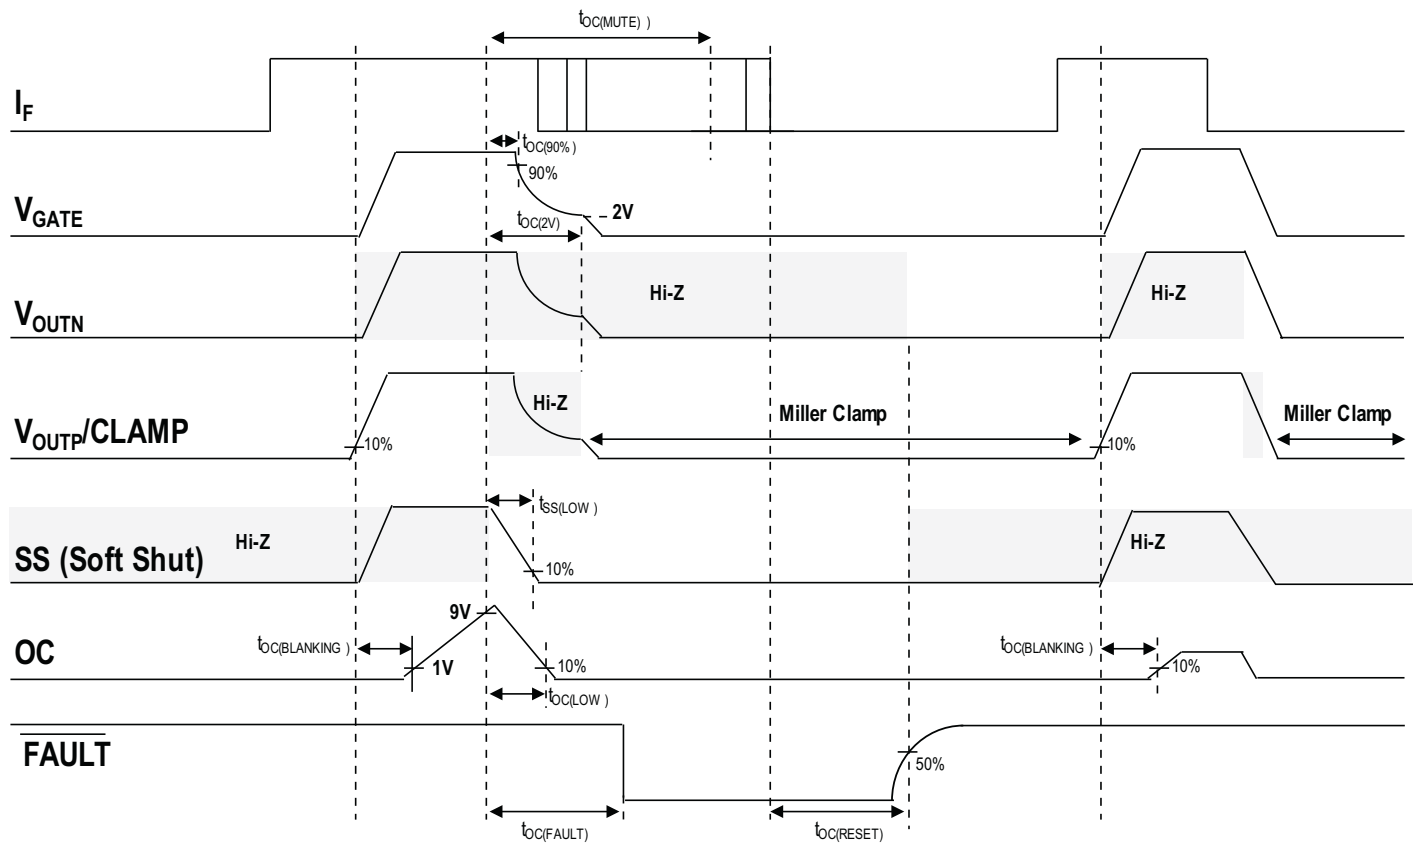 tOC(MUTE) )
IF
tOC(90% )
90%
VGATE
2V
tOC(2V)
Hi-Z
Hi-Z
VOUTN
Hi-Z
Miller Clamp
Miller Clamp
VOUTP/CLAMP
10%
10%
tSS(LOW )
Hi-Z
Hi-Z
SS (Soft Shut)
10%
9V
tOC(BLANKING )
tOC(BLANKING )
OC
1V
10%
10%
tOC(LOW )
FAULT
50%
tOC(FAULT)
tOC(RESET)